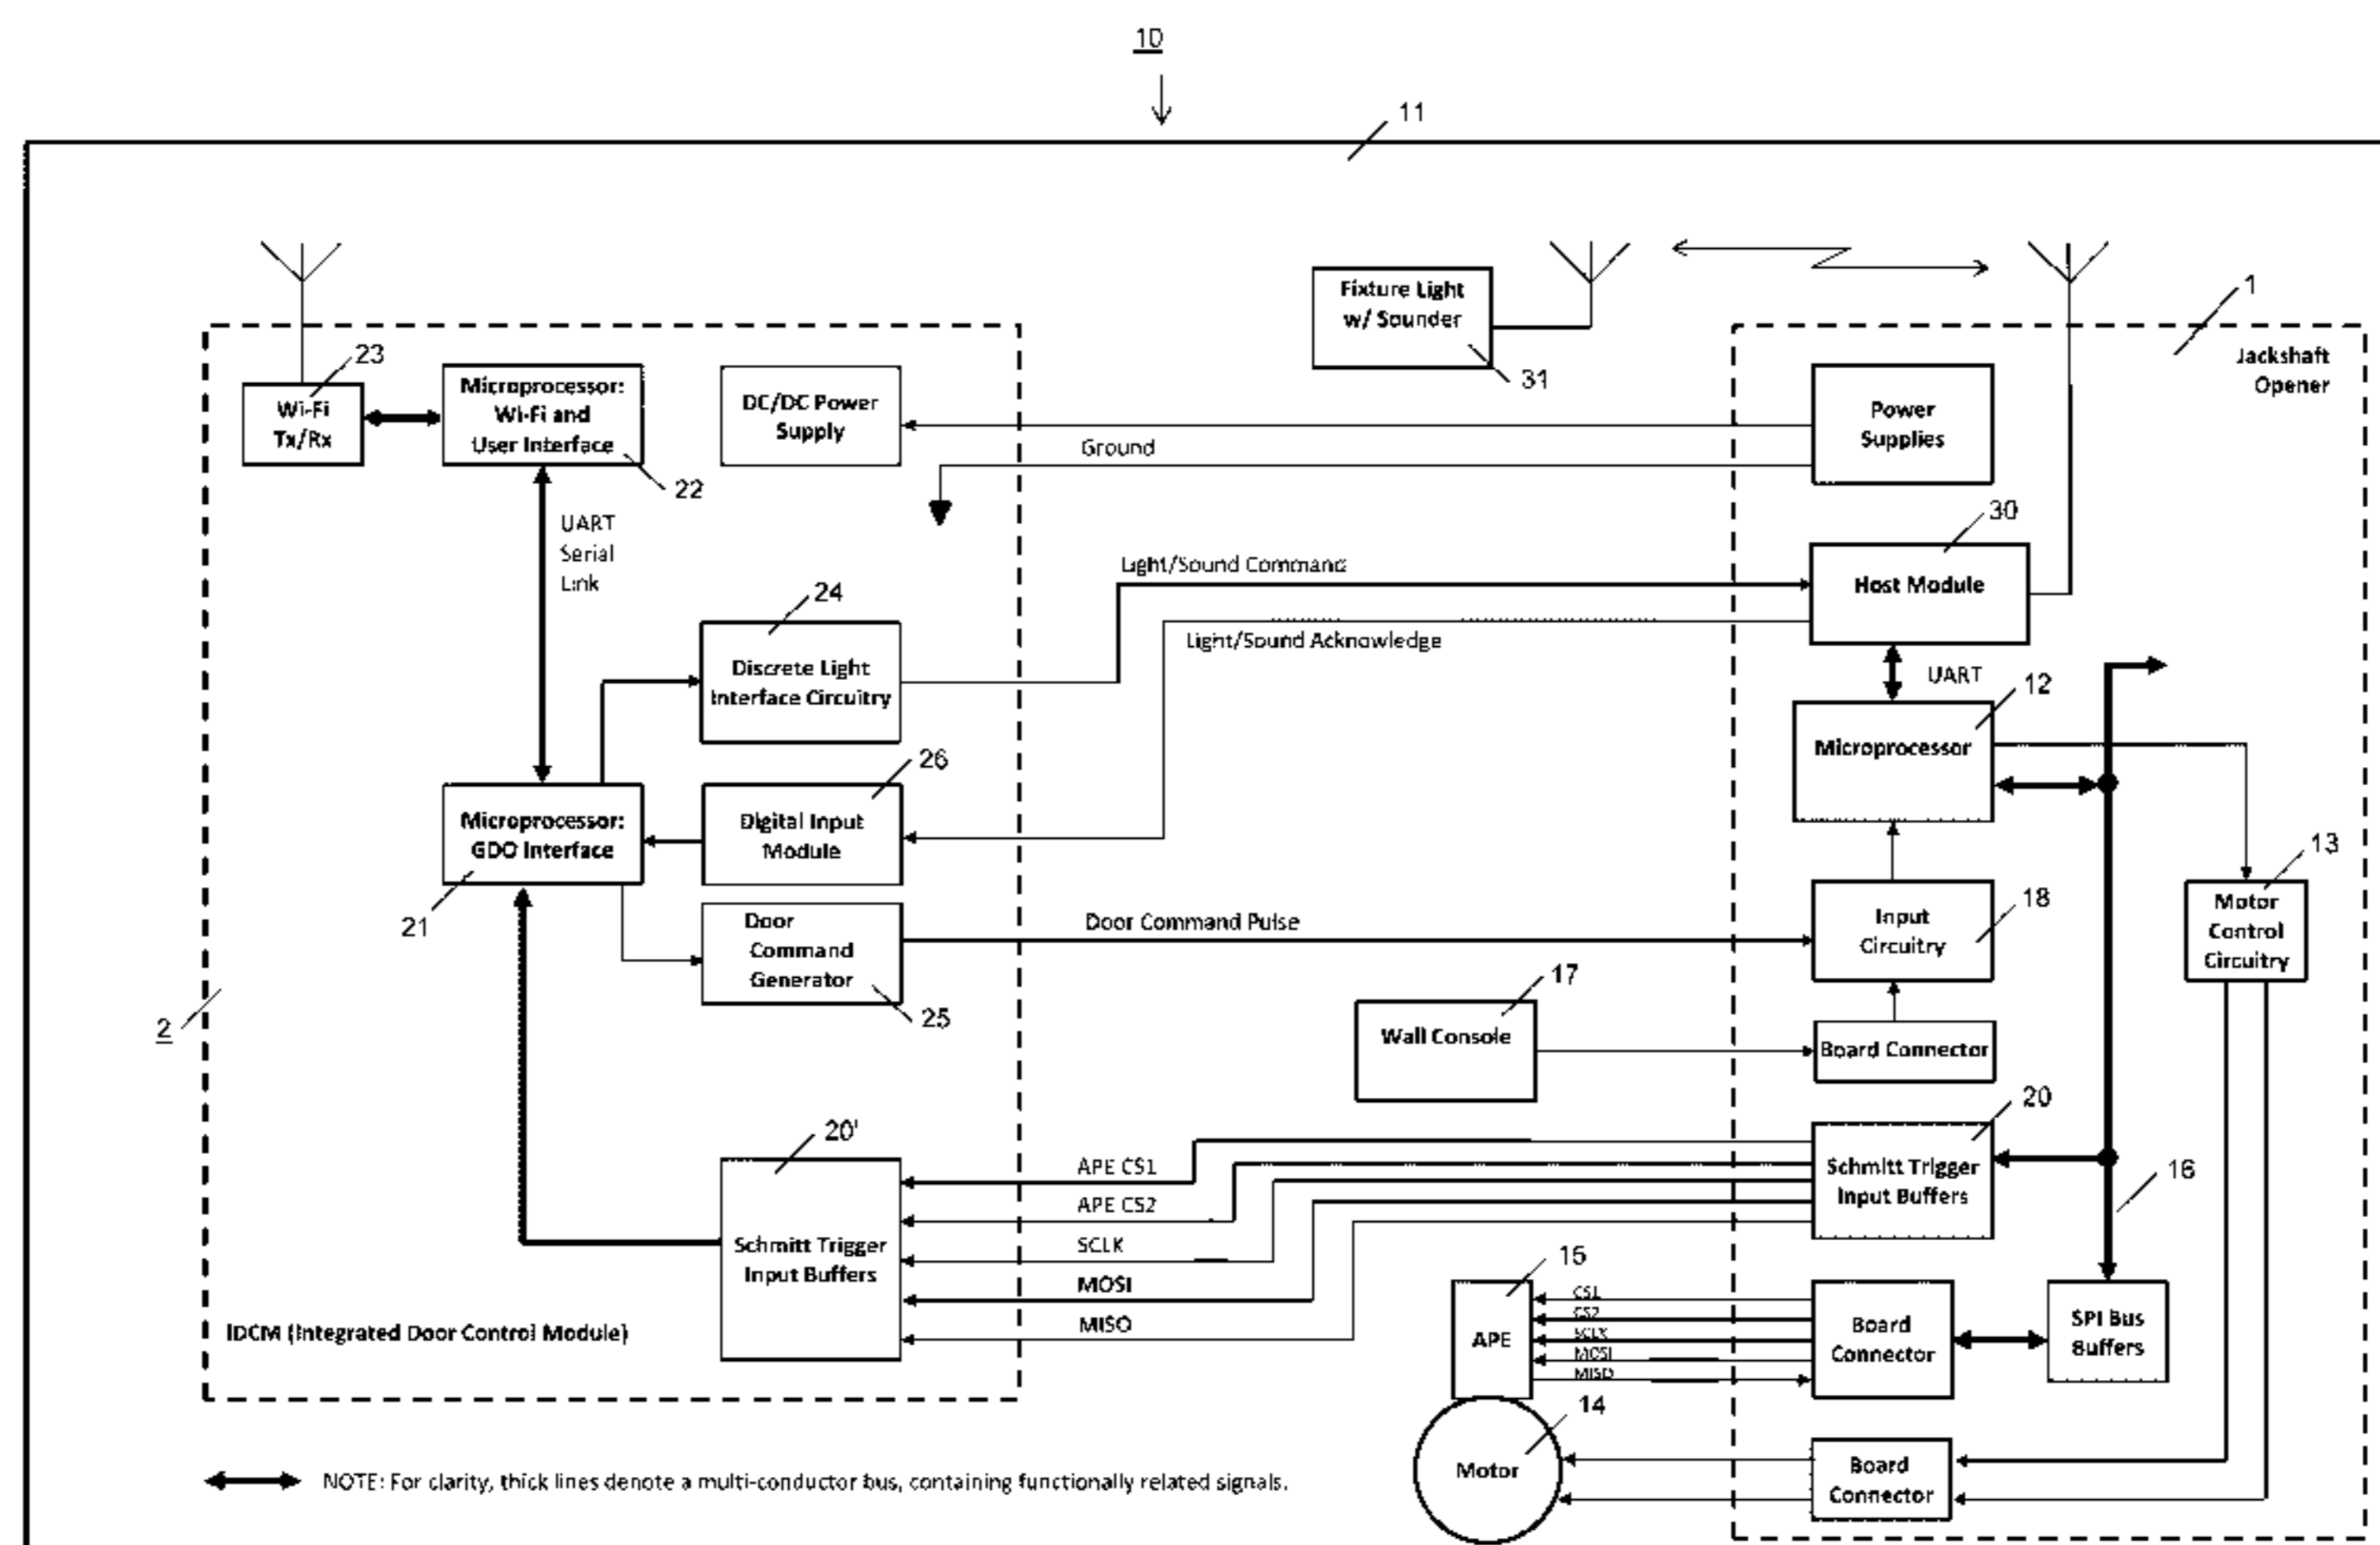 10
11
1
Jackshaft
Opener
Fixture Light
w/ Sounder
31
23
Wi-Fi
Tx/Rx
Microprocessor:
Wi-Fi and
User Interface
22
DC/DC Power
Supply
Ground
Power
Supplies
UART
Serial
Link
30
Host Module
Light/Sound Command
Light/Sound Acknowledge
24
Discrete Light
Interface Circuitry
UART
12
Microprocessor
26
Digital Input
Module
Microprocessor:
GDO Interface
21
13
Motor
Control
Circuitry
18
Input
Circuitry
Door Command Pulse
Door
Command
Generator
25
17
Wall Console
Board Connector
2
20
Schmitt Trigger
Input Buffers
16
20'
Schmitt Trigger
Input Buffers
APE CS1
APE CS2
SCLK
MOSI
MISO
IDCM (Integrated Door Control Module)
15
APE
CS1
CS2
SCLK
MOSI
MISO
Board
Connector
SPI Bus
Buffers
14
Motor
Board
Connector
NOTE: For clarity, thick lines denote a multi-conductor bus, containing functionally related signals.